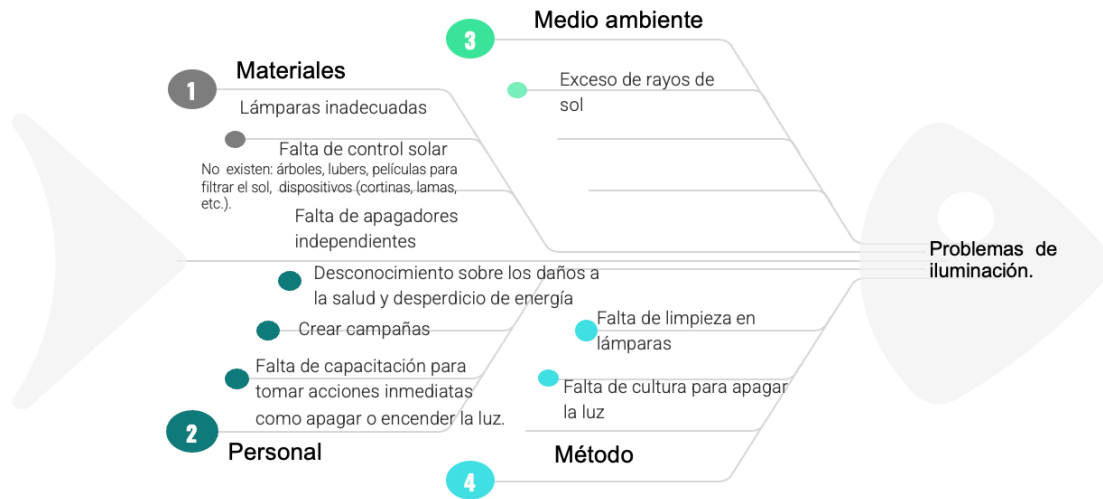 3
Medio ambiente
Exceso de rayos de
sol
1
Materiales
Lámparas inadecuadas
Falta de control solar
No existen: árboles, lubers, películas para
filtrar el sol, dispositivos (cortinas, lamas,
etc.).
Falta de apagadores
independientes
Problemas de
iluminación.
Desconocimiento sobre los daños a
la salud y desperdicio de energía
Crear campañas
Falta de capacitación para
tomar acciones inmediatas
como apagar o encender la luz.
2
Personal
Falta de limpieza en
lámparas
Falta de cultura para apagar
la luz
Método
4